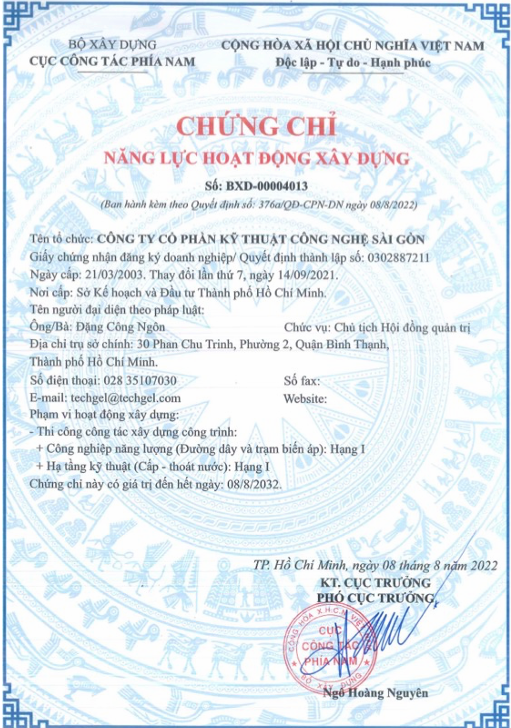 BỘ XÂY DỰNG
CỤC CÔNG TÁC PHÍA NAM
CỘNG HÒA XÃ HỘI CHỦ NGHĨA VIỆT NAM
Độc lập - Tự do - Hạnh phúc
CHỨNG CHỈ
NĂNG LỰC HOẠT ĐỘNG XÂY DỰNG
Số: BXD-00004013
(Ban hành kèm theo Quyết định số: 376a/QĐ-CPN-DN ngày 08/8/2022)
Tên tổ chức: CÔNG TY CỔ PHẦN KỸ THUẬT CÔNG NGHỆ SÀI GÒN
Giấy chứng nhận đăng ký doanh nghiệp/ Quyết định thành lập số: 0302887211
Ngày cấp: 21/03/2003. Thay đổi lần thứ 7, ngày 14/09/2021.
Nơi cấp: Sở Kế hoạch và Đầu tư Thành phố Hồ Chí Minh.
Tên người đại diện theo pháp luật:
Ông/Bà: Đặng Công Ngôn Chức vụ: Chủ tịch Hội đồng quản trị
Địa chỉ trụ sở chính: 30 Phan Chu Trinh, Phường 2, Quận Bình Thạnh,
Thành phố Hồ Chí Minh.
Số điện thoại: 028 35107030 Số fax:
E-mail: techgel@techgel.com Website:
Phạm vi hoạt động xây dựng:
- Thi công công tác xây dựng công trình:
+ Công nghiệp năng lượng (Đường dây và trạm biến áp): Hạng I
+ Hạ tầng kỹ thuật (Cấp - thoát nước): Hạng I
Chứng chỉ này có giá trị đến hết ngày: 08/8/2032.
TP. Hồ Chí Minh, ngày 08 tháng 8 năm 2022
KT. CỤC TRƯỞNG
PHÓ CỤC TRƯỞNG
CỘNG HÒA X.H.C.N VIỆT
CỤC
CÔNG TÁC
PHÍA NAM
BỘ XÂY DỰNG
Ngô Hoàng Nguyên